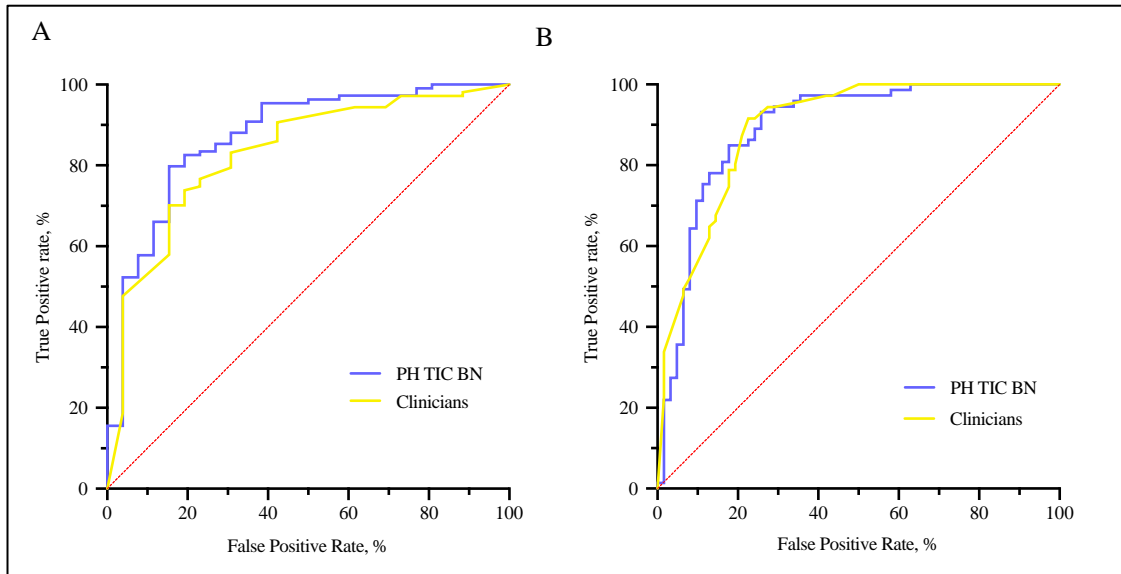 A
100
80
60
40
20
0
True Positive rate, %
0 20 40 60 80 100
False Positive Rate, %
PH TIC BN
Clinicians
B
100
80
60
40
20
0
True Positive rate, %
0 20 40 60 80 100
False Positive Rate, %
PH TIC BN
Clinicians